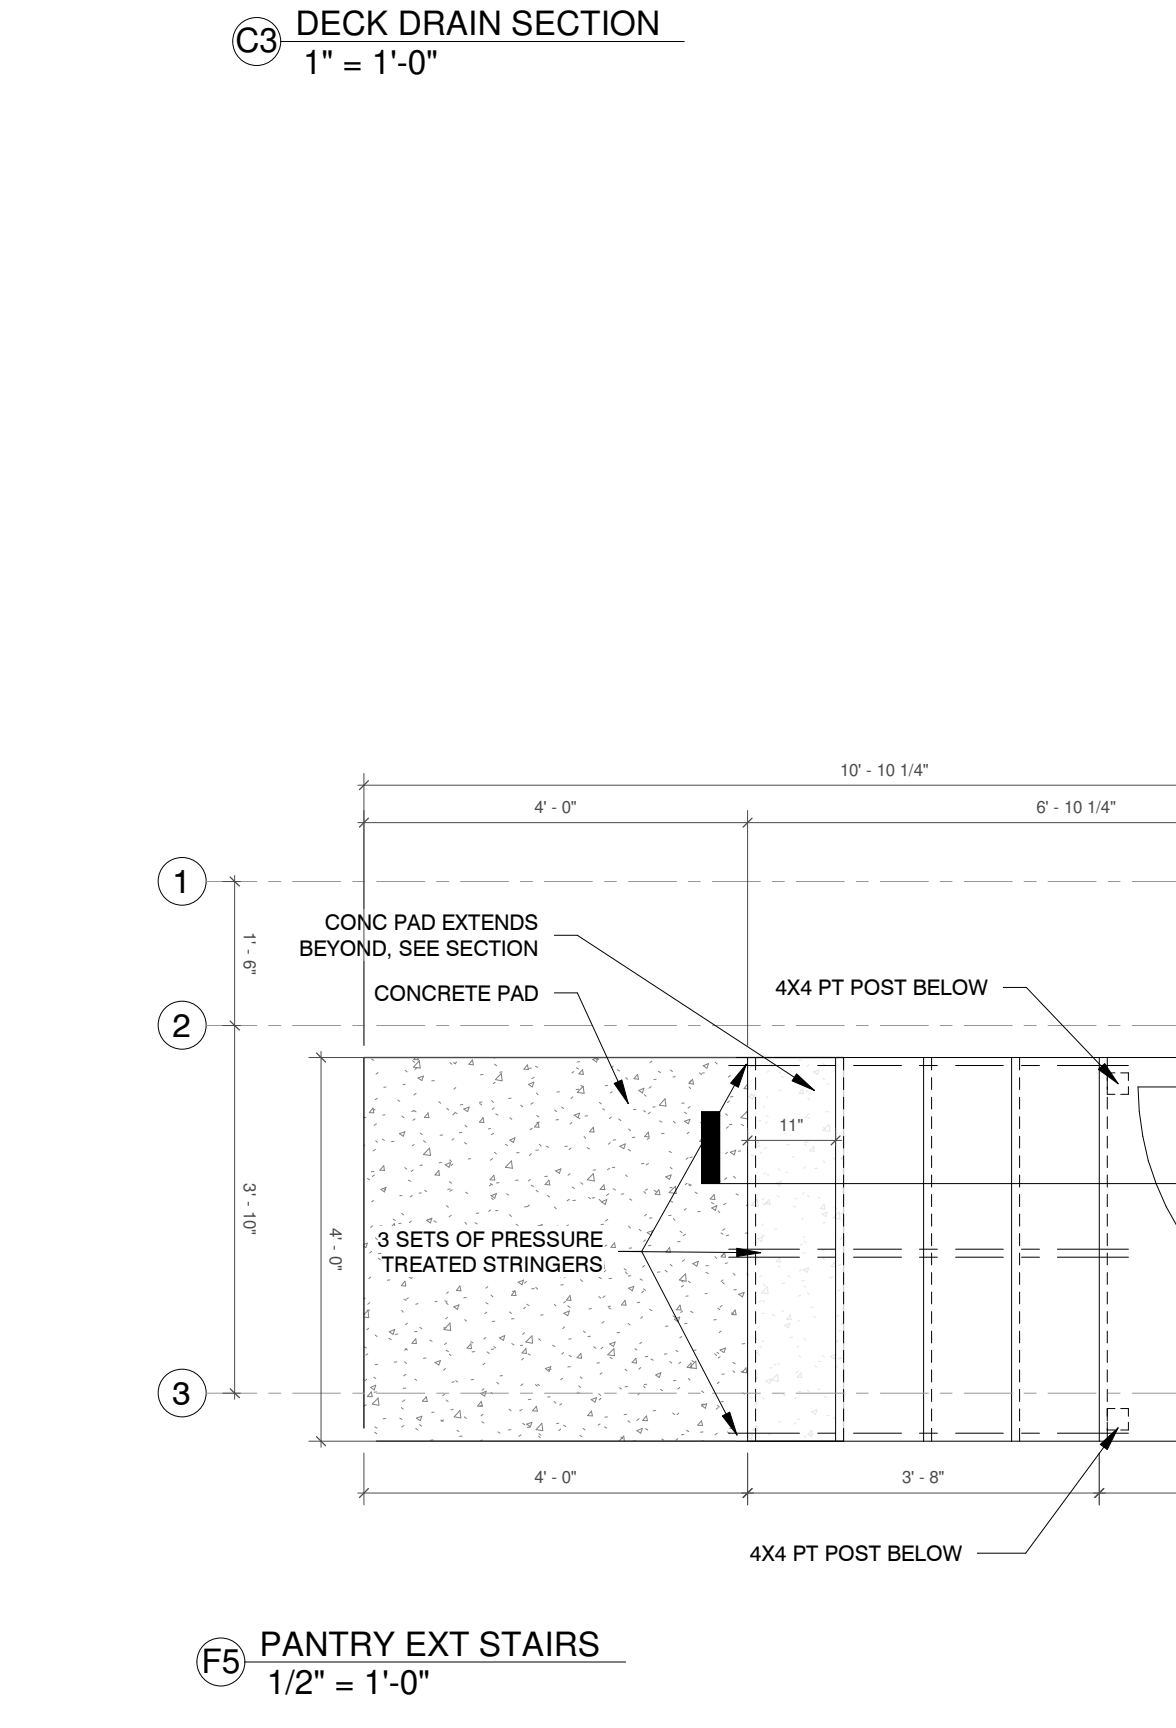 C3 DECK DRAIN SECTION
1" = 1'-0"
10' - 10 1/4"
4' - 0"
6' - 10 1/4"
1
1' - 6"
CONC PAD EXTENDS
BEYOND, SEE SECTION
4X4 PT POST BELOW
CONCRETE PAD
2
11"
3' - 10"
4' - 0"
3 SETS OF PRESSURE
TREATED STRINGERS
3
4' - 0"
3' - 8"
4X4 PT POST BELOW
F5 PANTRY EXT STAIRS
1/2" = 1'-0"